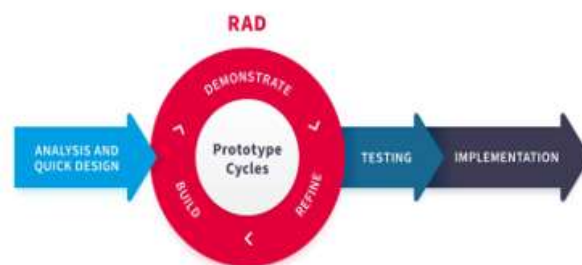 RAD
DEMONSTRATE
ANALYSIS AND
QUICK DESIGN
Prototype
Cycles
BUILD
REFINE
TESTING
IMPLEMENTATION